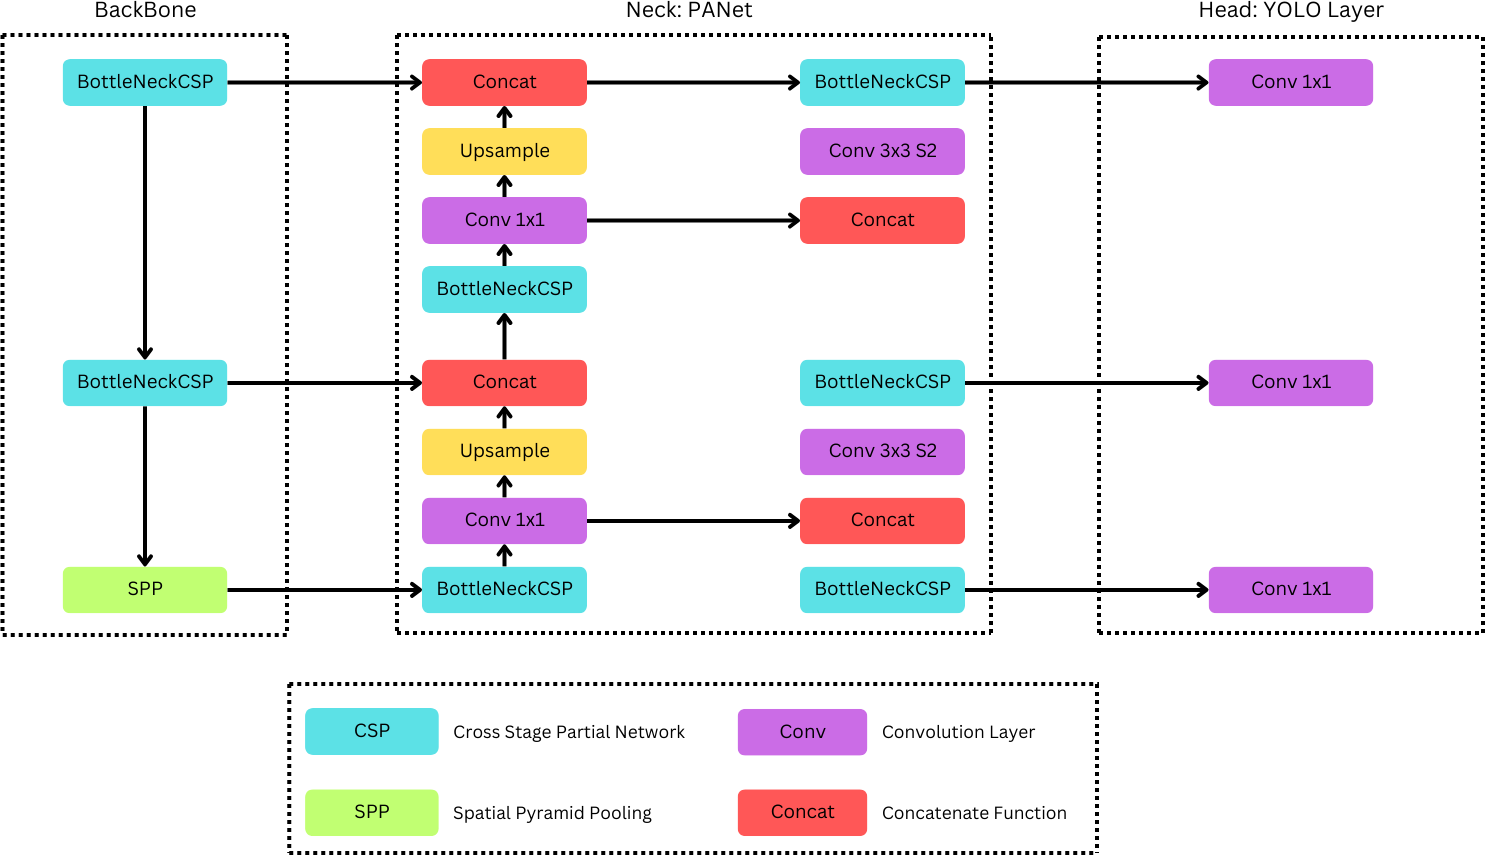 BackBone
Neck: PANet
Head: YOLO Layer
BottleNeckCSP
Concat
BottleNeckCSP
Conv 1x1
Upsample
Conv 3x3 S2
Conv 1x1
Concat
BottleNeckCSP
BottleNeckCSP
Concat
BottleNeckCSP
Conv 1x1
Upsample
Conv 3x3 S2
Conv 1x1
Concat
SPP
BottleNeckCSP
BottleNeckCSP
Conv 1x1
CSP
Cross Stage Partial Network
Conv
Convolution Layer
SPP
Spatial Pyramid Pooling
Concat
Concatenate Function